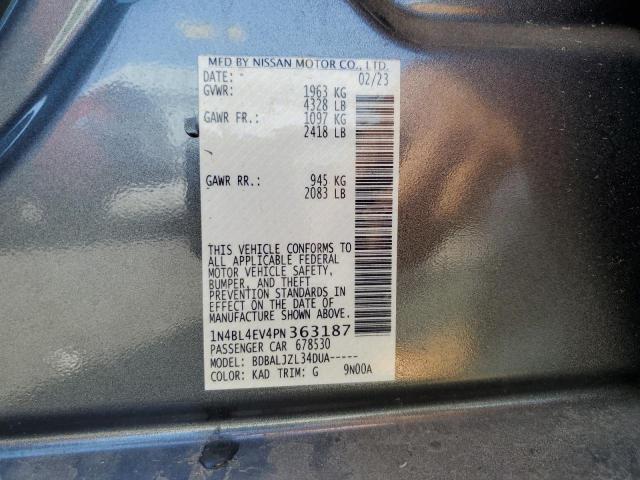 MFD BY NISSAN MOTOR CO., LTD.
DATE: 02/23
GVWR: 1963 KG
4328 LB
GAWR FR.: 1097 KG
2418 LB
GAWR RR.: 945 KG
2083 LB
THIS VEHICLE CONFORMS TO
ALL APPLICABLE FEDERAL
MOTOR VEHICLE SAFETY,
BUMPER, AND THEFT
PREVENTION STANDARDS IN
EFFECT ON THE DATE OF
MANUFACTURE SHOWN ABOVE.
1N4BL4EV4PN363187
PASSENGER CAR 678530
MODEL: BDBALJZL34DUA-----
COLOR: KAD TRIM: G 9N00A